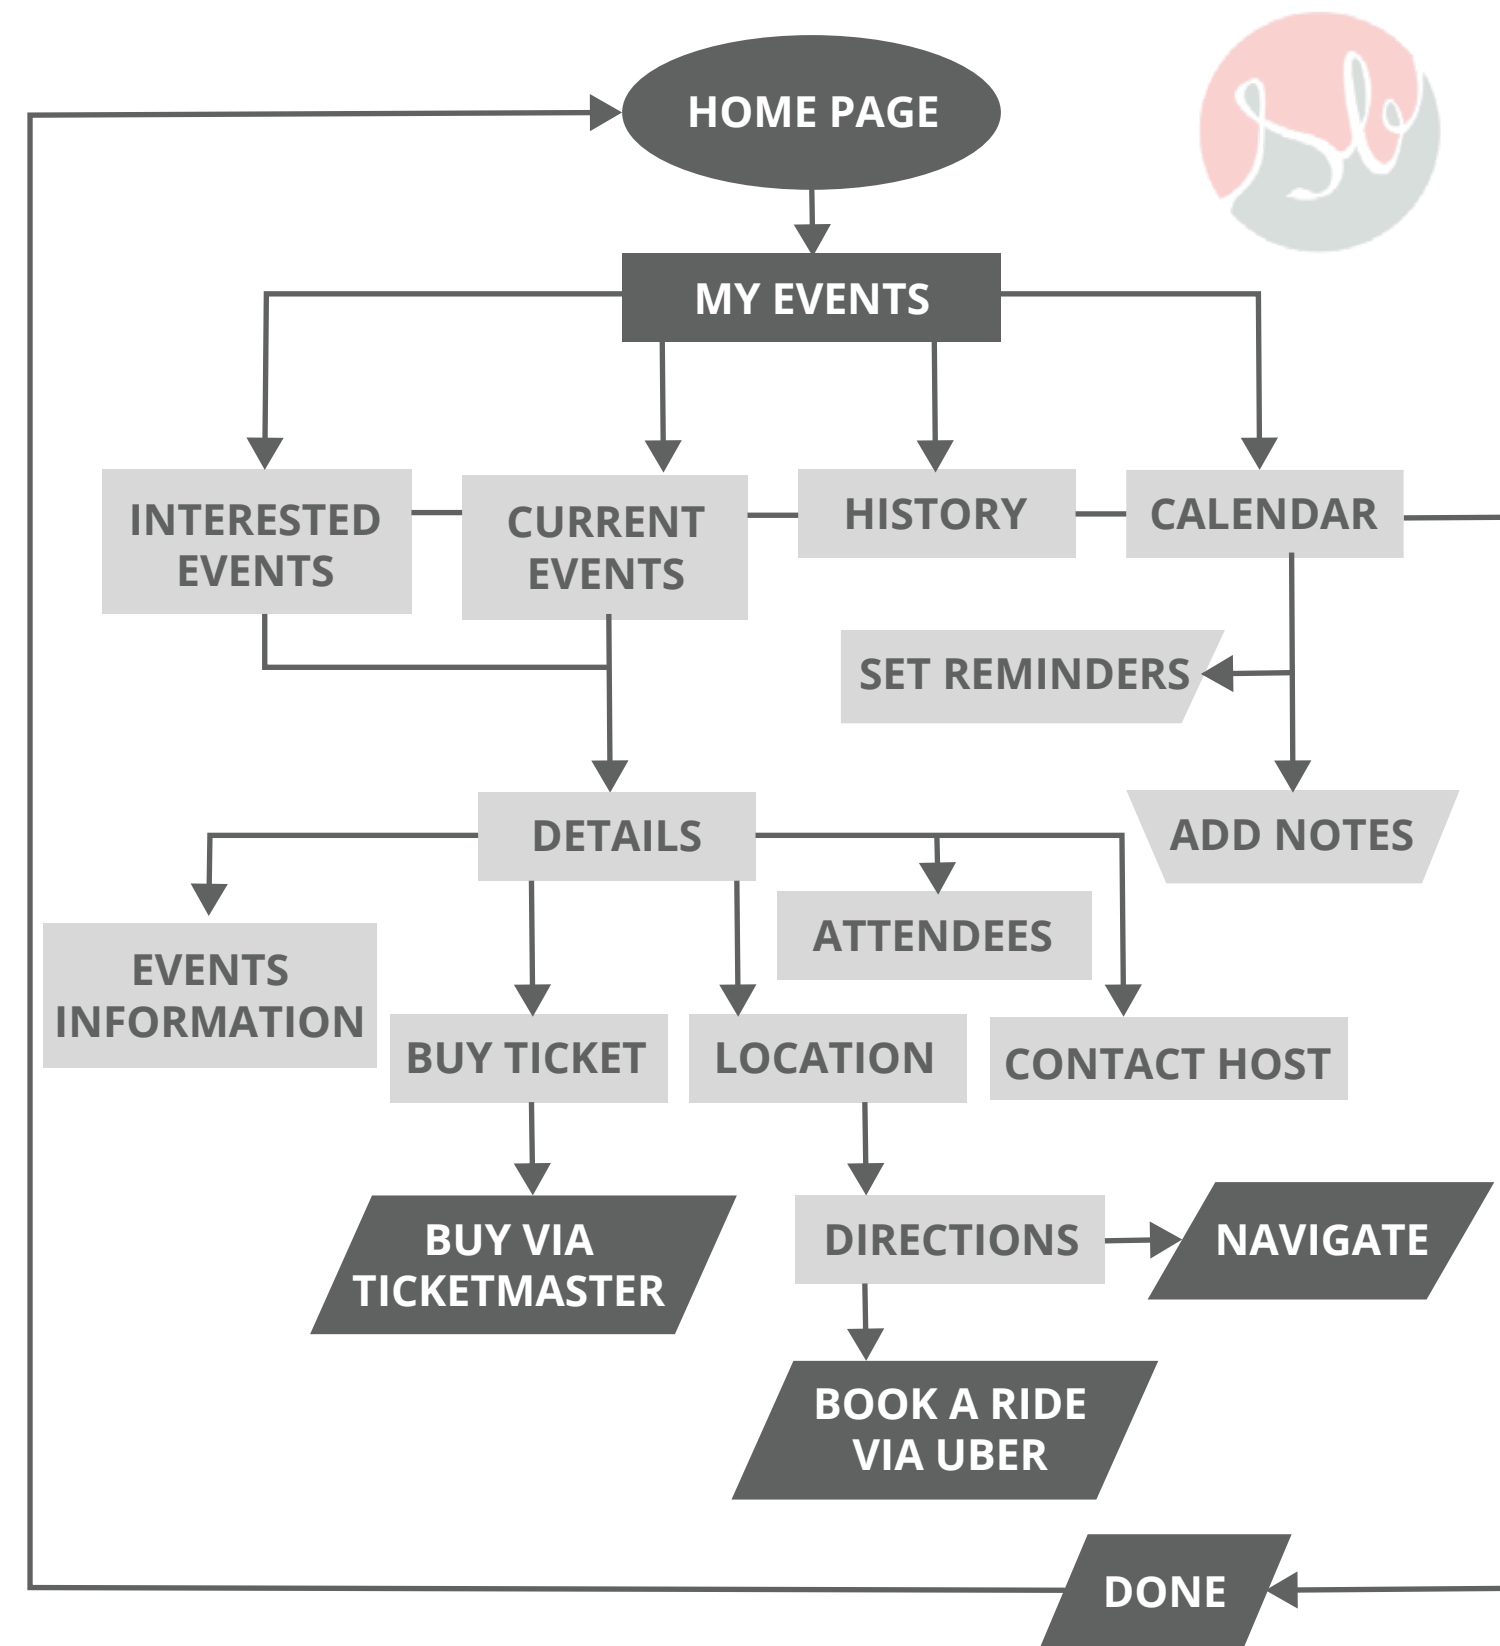 HOME PAGE
MY EVENTS
INTERESTED
EVENTS
CURRENT
EVENTS
HISTORY
CALENDAR
SET REMINDERS
DETAILS
ADD NOTES
EVENTS
INFORMATION
ATTENDEES
BUY TICKET
LOCATION
CONTACT HOST
BUY VIA
TICKETMASTER
DIRECTIONS
NAVIGATE
BOOK A RIDE
VIA UBER
DONE